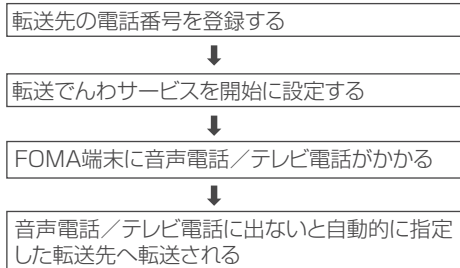 転送先の電話番号を登録する
転送でんわサービスを開始に設定する
FOMA端末に音声電話／テレビ電話がかかる
音声電話／テレビ電話に出ないと自動的に指定
した転送先へ転送される